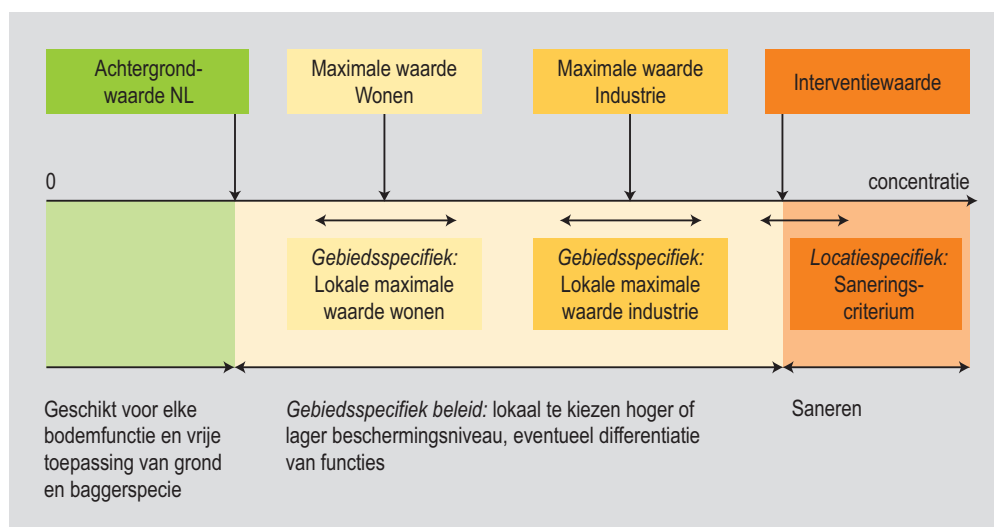 Achtergrond-
waarde NL
Maximale waarde
Wonen
Maximale waarde
Industrie
Interventiewaarde
0
concentratie
Gebiedsspecifiek:
Lokale maximale
waarde wonen
Gebiedsspecifiek:
Lokale maximale
waarde industrie
Locatiespecifiek:
Sanerings-
criterium
Geschikt voor elke
bodemfunctie en vrije
toepassing van grond
en baggerspecie
Gebiedsspecifiek beleid: lokaal te kiezen hoger of
lager beschermingsniveau, eventueel differentiatie
van functies
Saneren